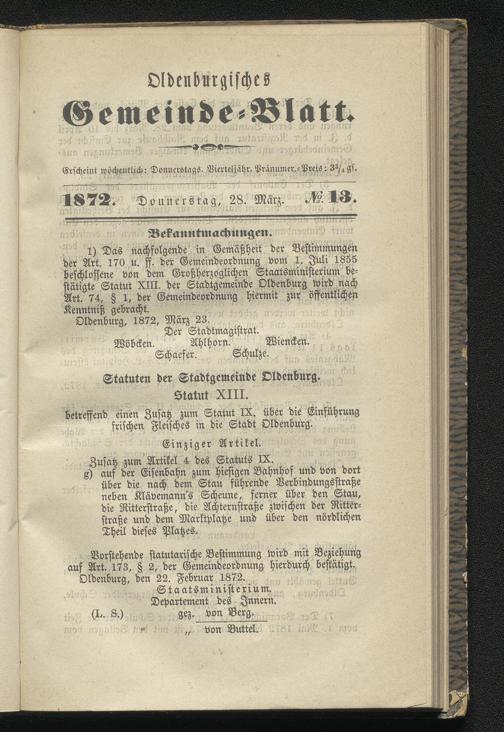 Oldenburgisches
Gemeinde-Blatt.
Erscheint wöchentlich: Donnerstags. Vierteljähr. Pränumer.-Preis: 3¾ gr.
1872. Donnerstag, 28. März. № 13.
Bekanntmachungen.
1) Das nachfolgende in Gemäßheit der Bestimmungen
der Art. 170 u. ff. der Gemeindeordnung vom 1. Juli 1855
beschlossene von dem Großherzoglichen Staatsministerium be-
stätigte Statut XIII. der Stadtgemeinde Oldenburg wird nach
Art. 74, § 1, der Gemeindeordnung hiermit zur öffentlichen
Kenntniß gebracht.
Oldenburg, 1872, März 23.
Der Stadtmagistrat.
Wöbcken. Ahlhorn. Wiencken.
Schaefer. Schulze.
Statuten der Stadtgemeinde Oldenburg.
Statut XIII.
betreffend einen Zusatz zum Statut IX, über die Einführung
frischen Fleisches in die Stadt Oldenburg.
Einziger Artikel.
Zusatz zum Artikel 4 des Statuts IX.
g) auf der Eisenbahn zum hiesigen Bahnhof und von dort
über die nach dem Stau führende Verbindungsstraße
neben Klävemann's Scheune, ferner über den Stau,
die Ritterstraße, die Achternstraße zwischen der Ritter-
straße und dem Marktplatze und über den nördlichen
Theil dieses Platzes.
Vorstehende statutarische Bestimmung wird mit Beziehung
auf Art. 173, § 2, der Gemeindeordnung hierdurch bestätigt.
Oldenburg, den 22. Februar 1872.
Staatsministerium.
Departement des Innern.
(L. S.) gez. von Berg.
„ von Buttel.